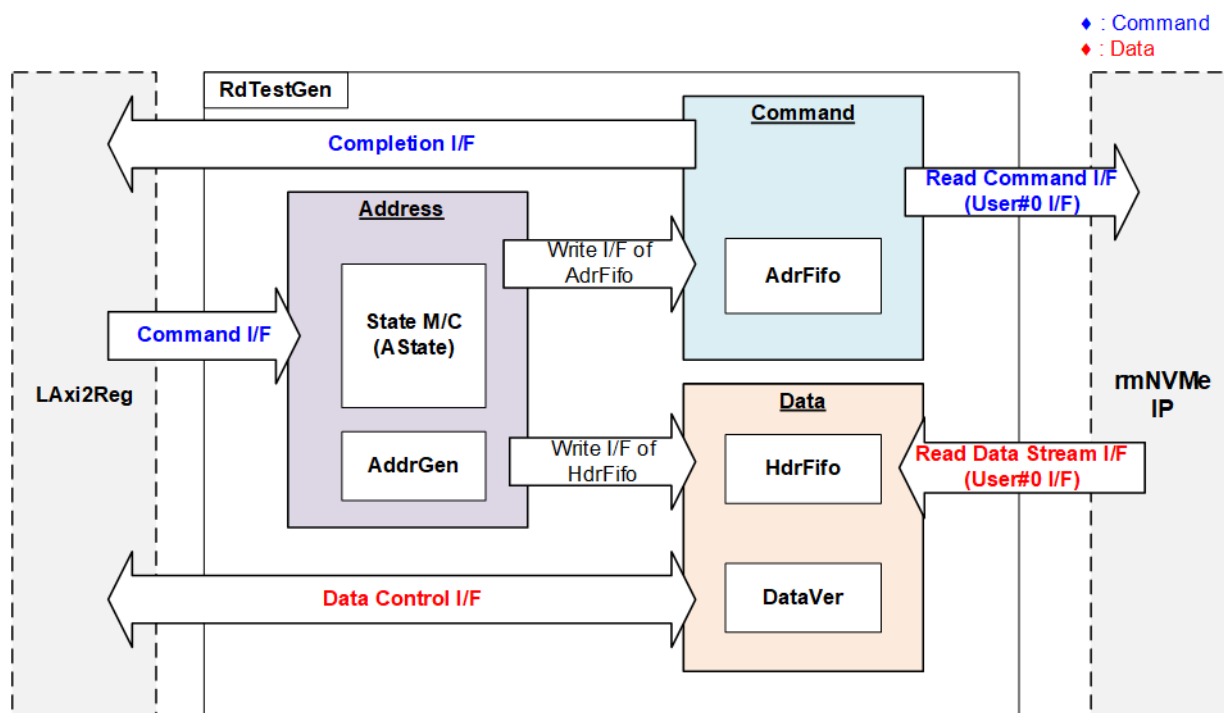 ♦ : Command
♦ : Data
RdTestGen
Command
Completion I/F
Read Command I/F
(User#0 I/F)
Address
Write I/F of
AdrFifo
AdrFifo
State M/C
(AState)
Command I/F
LAxi2Reg
rmNVMe
IP
Data
AddrGen
Write I/F of
HdrFifo
HdrFifo
Read Data Stream I/F
(User#0 I/F)
Data Control I/F
DataVer